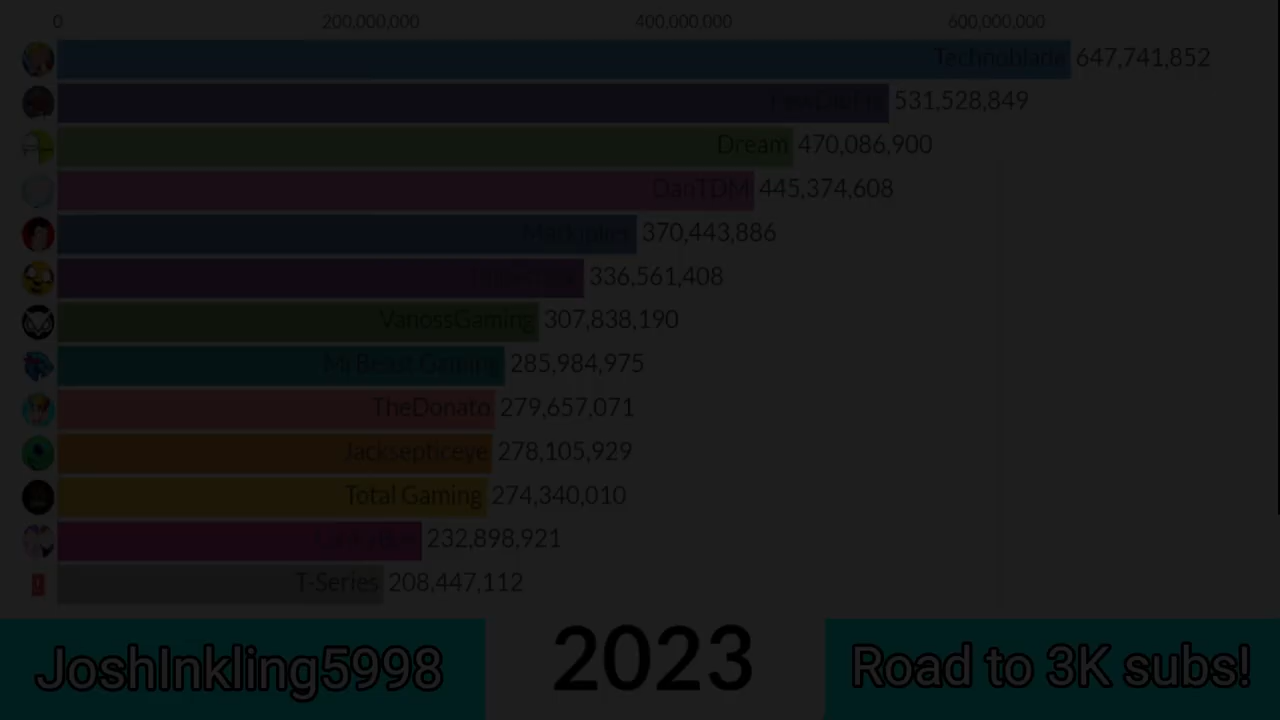 0 200,000,000 400,000,000 600,000,000
Technoblade 647,741,852
531,528,849
Dream 470,086,900
DanTDM 445,374,608
Markiplier 370,443,886
336,561,408
VanossGaming 307,838,190
Mr Beast Gaming 285,984,975
TheDonato 279,657,071
Jacksepticeye 278,105,929
Total Gaming 274,340,010
232,898,921
T-Series 208,447,112
JoshInkling5998 2023 Road to 3K subs!